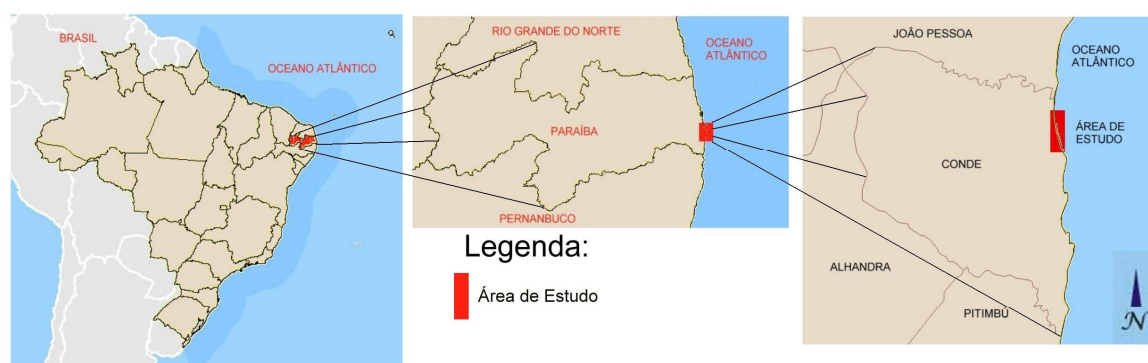 BRASIL
OCEANO ATLÂNTICO
RIO GRANDE DO NORTE
OCEANO
ATLÂNTICO
PARAÍBA
PERNANBUCO
JOÃO PESSOA
OCEANO
ATLÂNTICO
ÁREA DE
ESTUDO
CONDE
ALHANDRA
PITIMBÚ
N
Legenda:
Área de Estudo